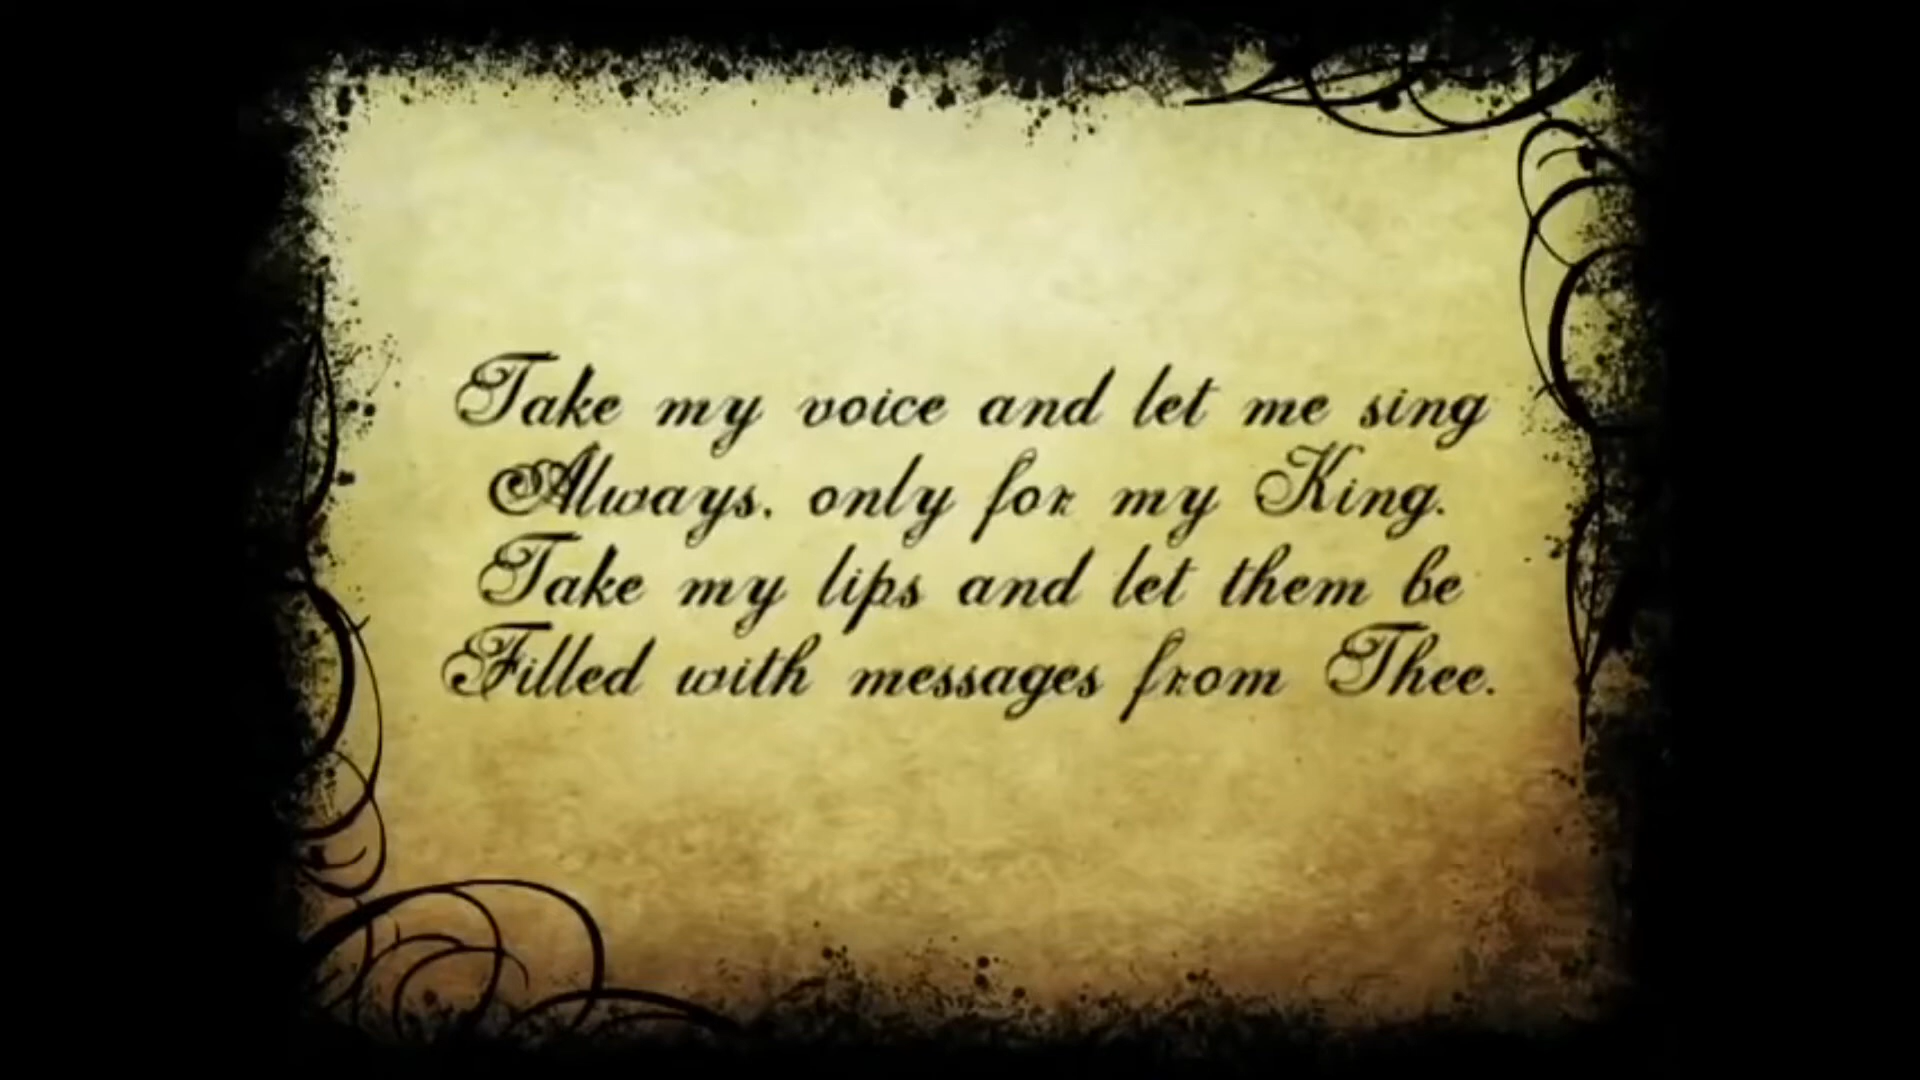 Take my voice and let me sing
Always, only for my King.
Take my lips and let them be
Filled with messages from Thee.